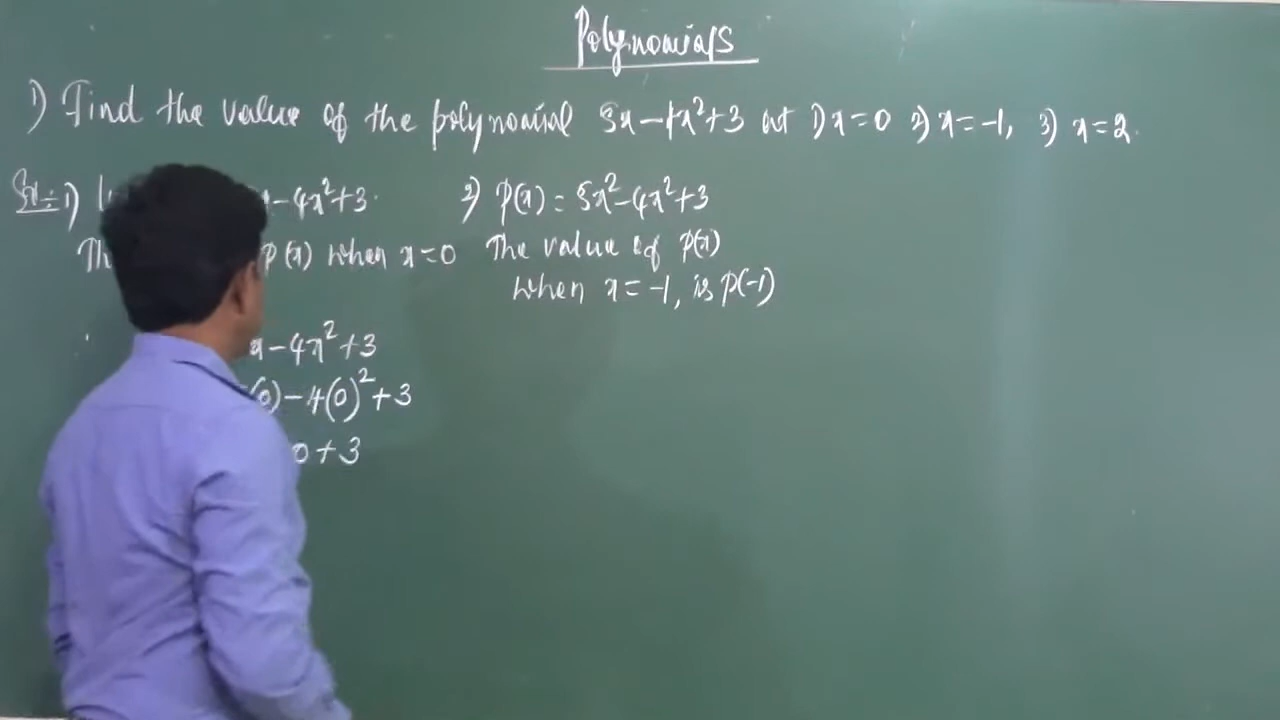 Polynomials
1) Find the value of the polynomial 5x-4x²+3 at 1) x=0 2) x=-1, 3) x=2.
Sol:- 1)
-4x²+3.
Th
p(x) when x=0
x-4x²+3
(0)-4(0)²+3
0+3
2) p(x) = 5x²-4x²+3
The value of p(x)
when x=-1, is p(-1)